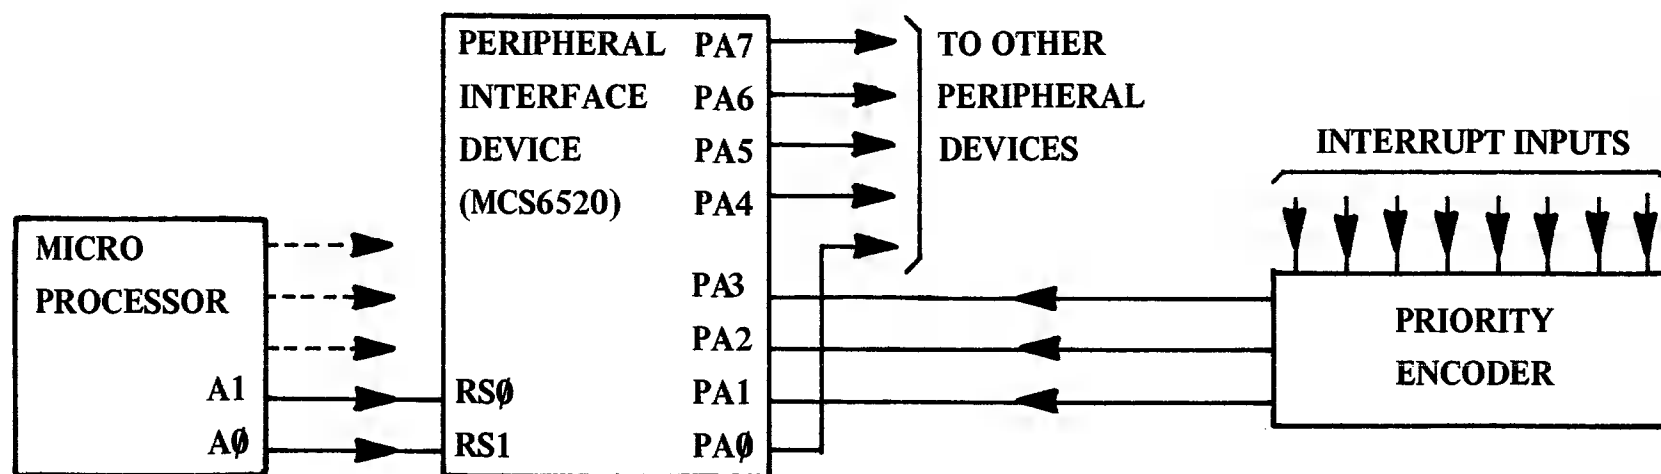 PERIPHERAL
INTERFACE
DEVICE
(MCS6520)
PA7
PA6
PA5
PA4
PA3
PA2
PA1
PAø
RSø
RS1
TO OTHER
PERIPHERAL
DEVICES
INTERRUPT INPUTS
MICRO
PROCESSOR
A1
Aø
PRIORITY
ENCODER